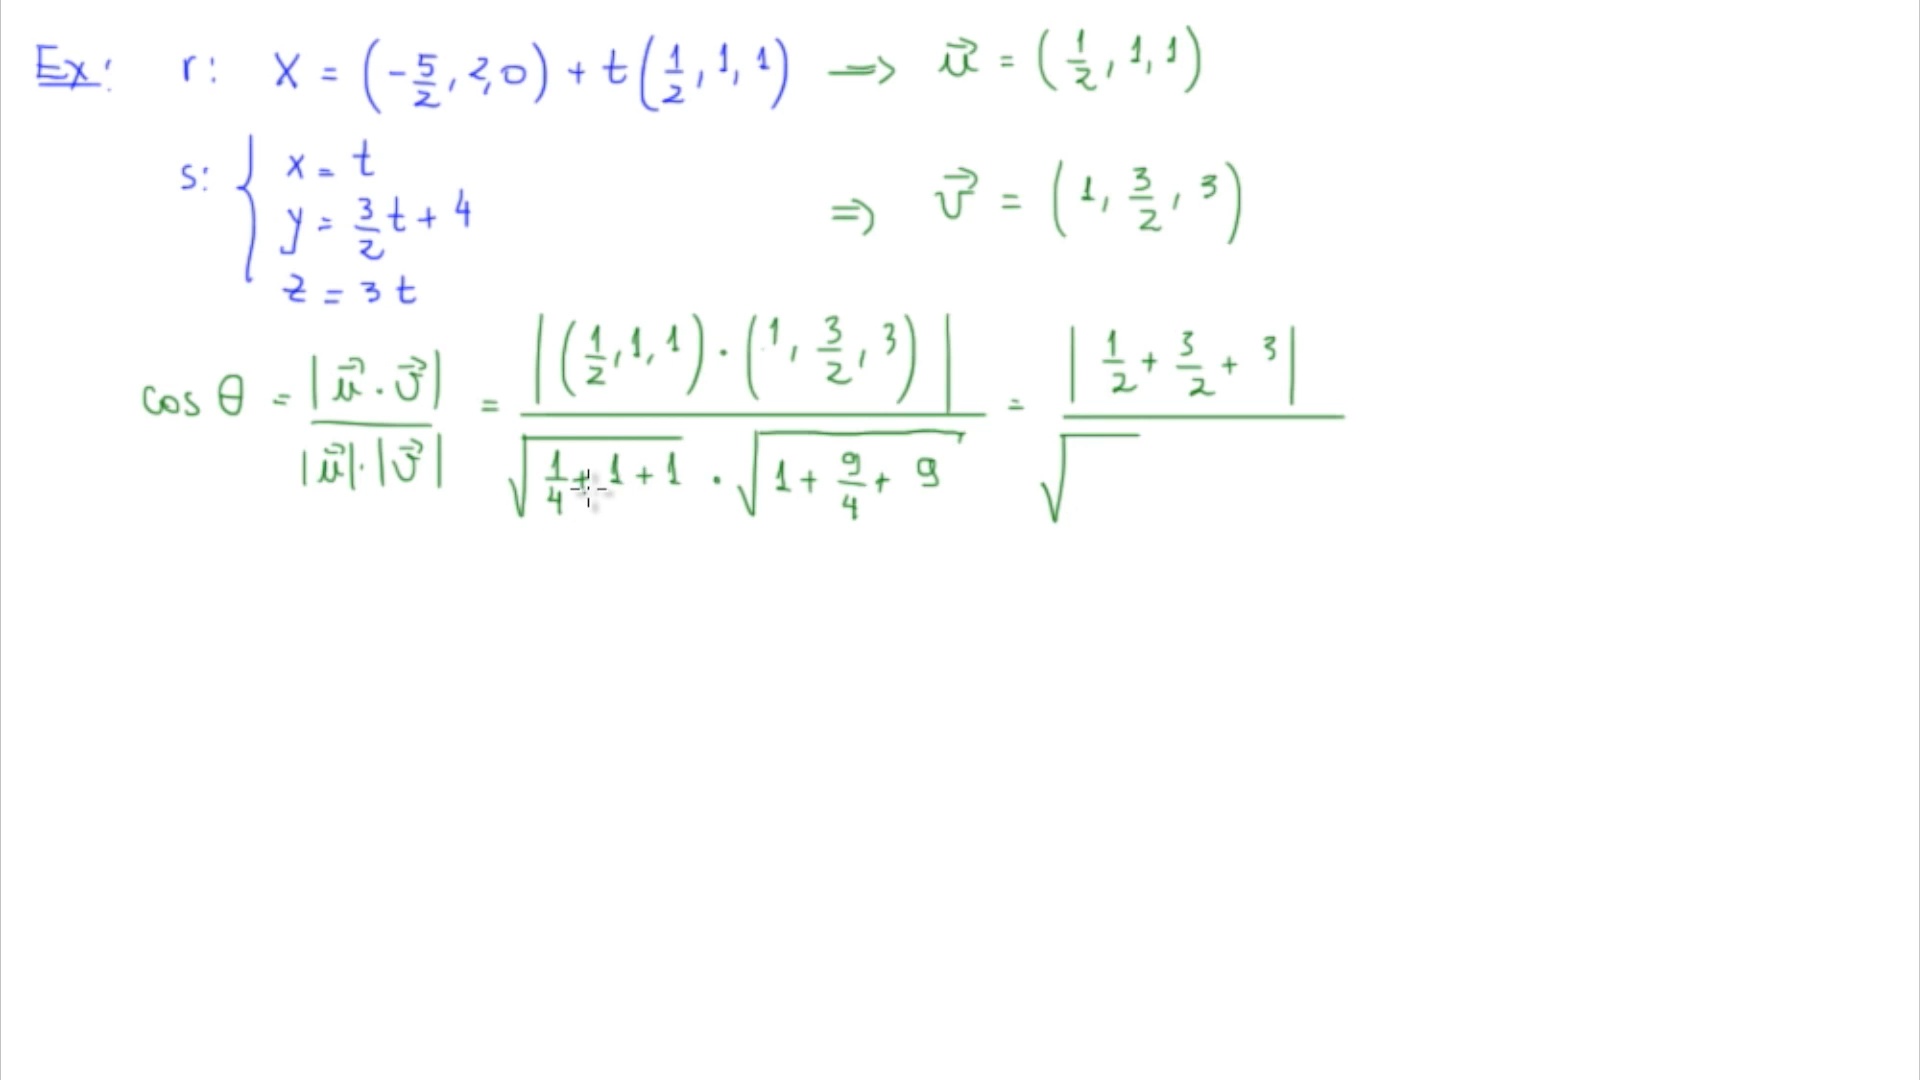 Ex: r: X = (-5/2, 2, 0) + t(1/2, 1, 1) → u⃗ = (1/2, 1, 1)
s: { x = t
y = 3/2 t + 4 ⇒ v⃗ = (1, 3/2, 3)
z = 3t
cos θ = |u⃗ · v⃗| / |u⃗| · |v⃗| = |(1/2, 1, 1) · (1, 3/2, 3)| / √(1/4 + 1 + 1) · √(1 + 9/4 + 9) = |1/2 + 3/2 + 3| / √